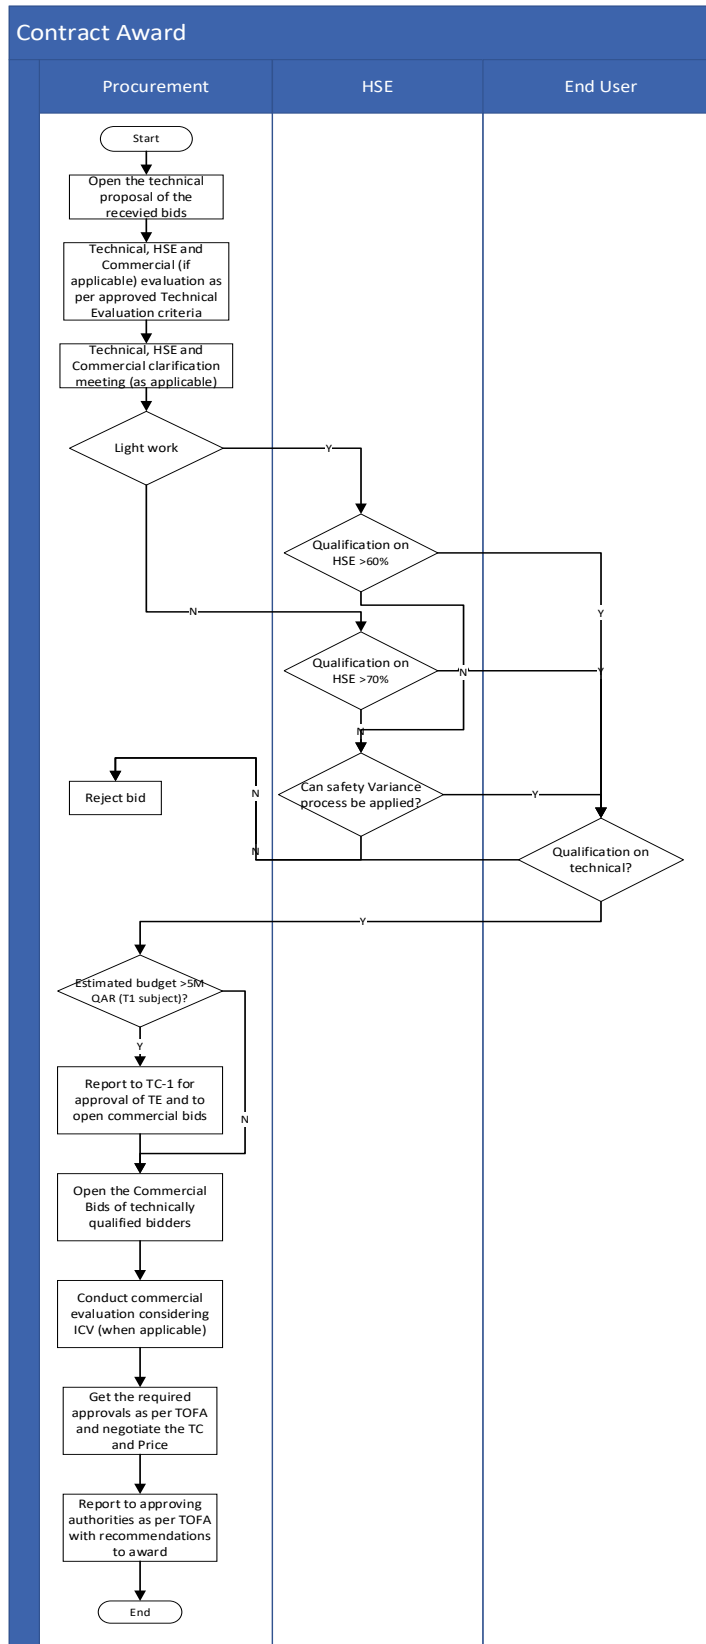 Contract Award
Procurement
HSE
End User
Start
Open the technical
proposal of the
recevied bids
Technical, HSE and
Commercial (if
applicable) evaluation as
per approved Technical
Evaluation criteria
Technical, HSE and
Commercial clarification
meeting (as applicable)
Light work
Y
Qualification on
HSE >60%
Y
N
Qualification on
HSE >70%
N
Y
N
Can safety Variance
process be applied?
Y
N
Reject bid
N
Qualification on
technical?
Y
Estimated budget >5M
QAR (T1 subject)?
Y
Report to TC-1 for
approval of TE and to
open commercial bids
N
Open the Commercial
Bids of technically
qualified bidders
Conduct commercial
evaluation considering
ICV (when applicable)
Get the required
approvals as per TOFA
and negotiate the TC
and Price
Report to approving
authorities as per TOFA
with recommendations
to award
End